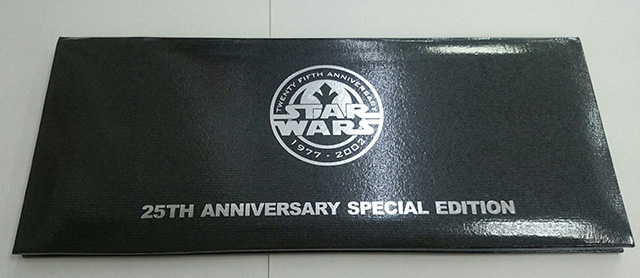 TWENTY FIFTH ANNIVERSARY
STAR
WARS
1977 · 2002
25TH ANNIVERSARY SPECIAL EDITION